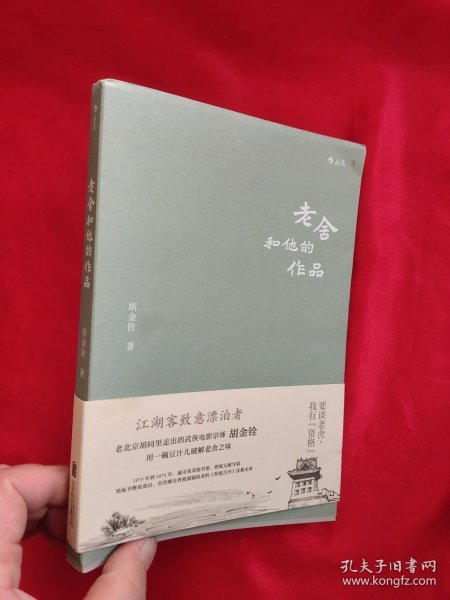 后浪
老舍
和他的
作品
胡金铨 著
老舍和他的作品
胡金铨 著
要谈老舍，
我有『资格』
江湖客致意漂泊者
老北京胡同里走出的武侠电影宗师 胡金铨
用一碗豆汁儿破解老舍之味
孔夫子旧书网
www.kongfz.com